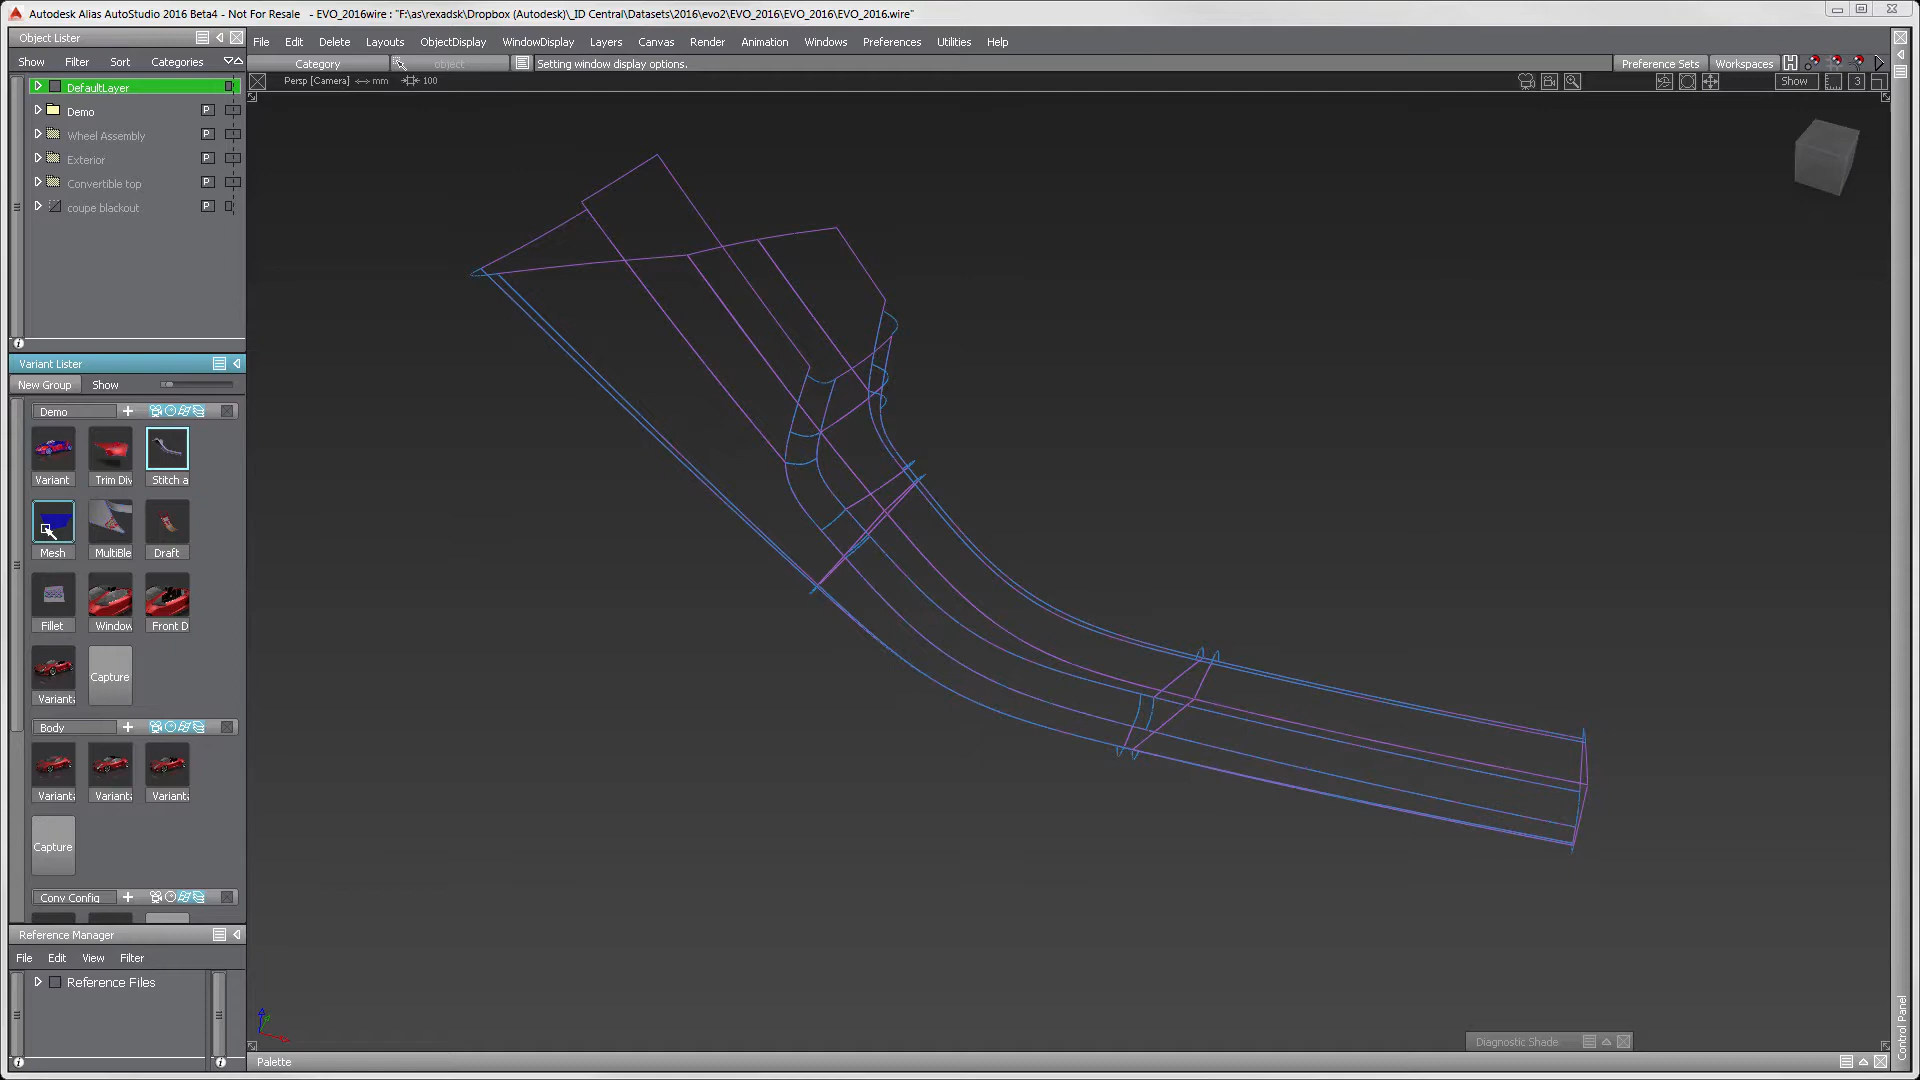 Autodesk Alias AutoStudio 2016 Beta4 - Not For Resale - EVO_2016wire : "F:\as\rexadsk\Dropbox (Autodesk)\_ID Central\Datasets\2016\evo2\EVO_2016\EVO_2016\EVO_2016.wire"
Object Lister
File Edit Delete Layouts ObjectDisplay WindowDisplay Layers Canvas Render Animation Windows Preferences Utilities Help
Show Filter Sort Categories
Category object Setting window display options. Preference Sets Workspaces
Persp [Camera] mm 100 Show 3
DefaultLayer
Demo P
Wheel Assembly P
Exterior P
Convertible top P
coupe blackout P
Variant Lister
New Group Show
Demo
Variant Trim Div Stitch a
Mesh MultiBle Draft
Fillet Window Front D
Variant Capture
Body
Variant Variant Variant
Capture
Conv Config
Reference Manager
File Edit View Filter
Reference Files
Control Panel
Diagnostic Shade
Palette